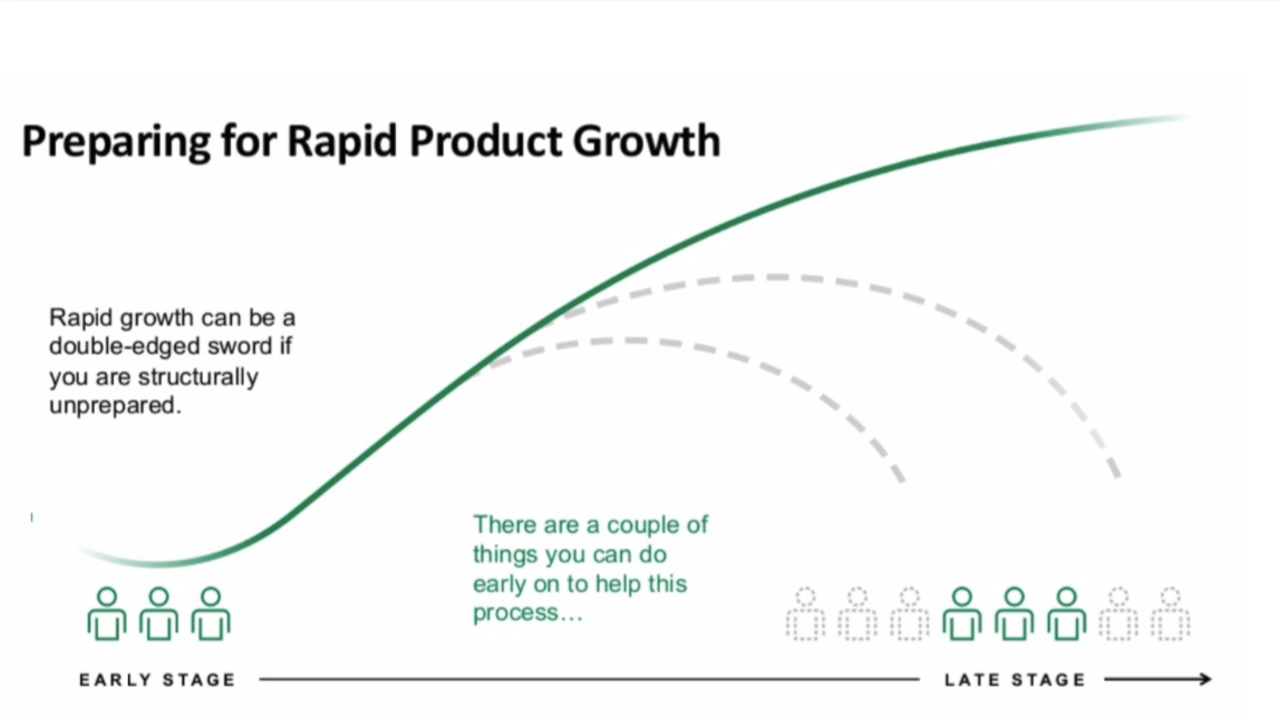 Preparing for Rapid Product Growth
Rapid growth can be a
double-edged sword if
you are structurally
unprepared.
There are a couple of
things you can do
early on to help this
process…
EARLY STAGE
LATE STAGE